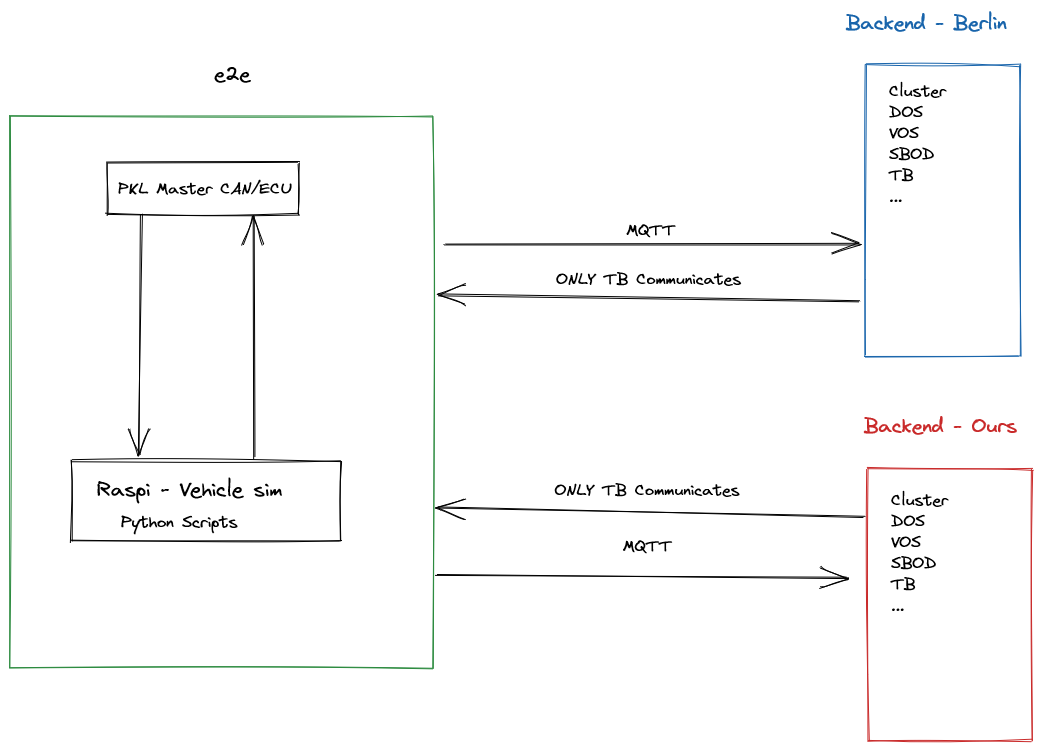 Backend - Berlin
e2e
Cluster
DOS
VOS
SBOD
TB
...
PKL Master CAN/ECU
MQTT
ONLY TB Communicates
Backend - Ours
Raspi - Vehicle sim
Python Scripts
ONLY TB Communicates
MQTT
Cluster
DOS
VOS
SBOD
TB
...